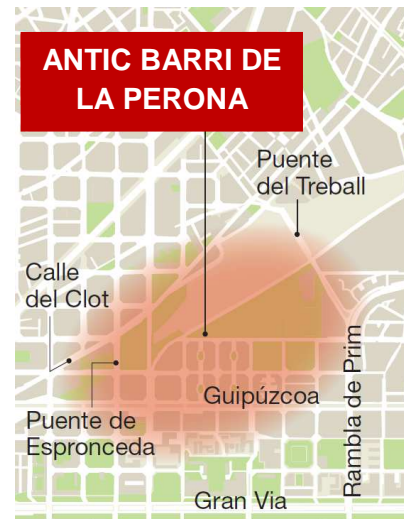 ANTIC BARRI DE
LA PERONA
Puente
del Treball
Calle
del Clot
Guipúzcoa
Rambla de Prim
Puente de
Espronceda
Gran Via